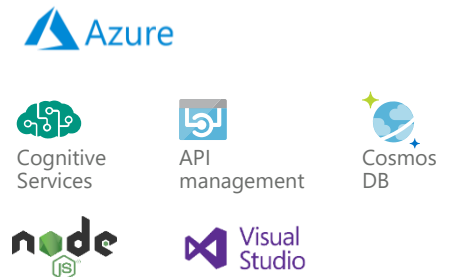 Azure
Cognitive
Services
API
management
Cosmos
DB
node
JS
Visual
Studio